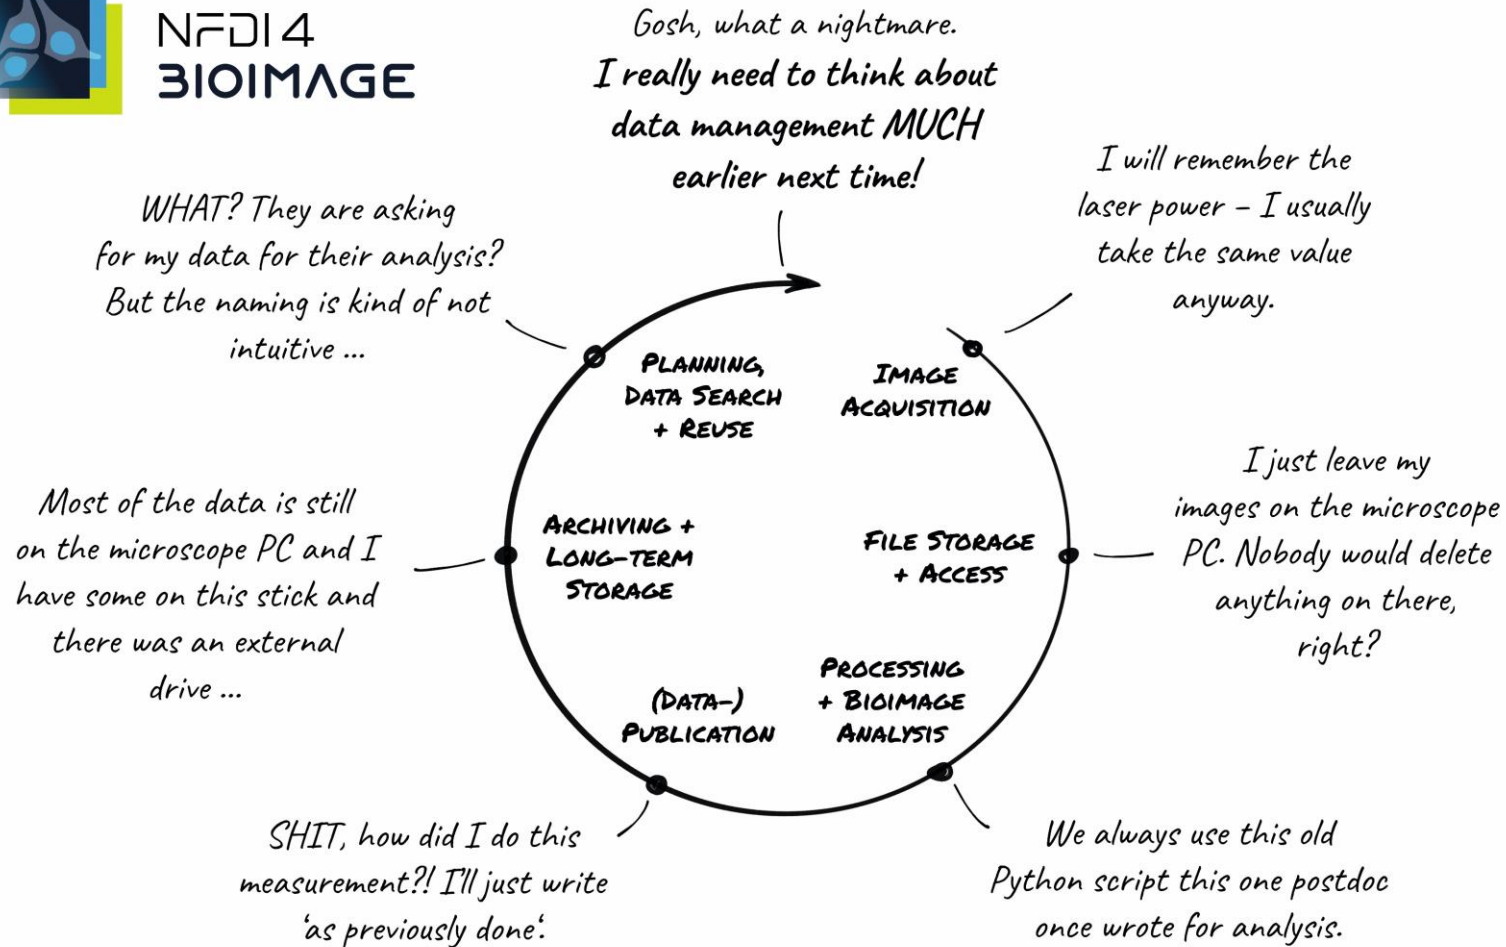 NFDI4
BIOIMAGE
Gosh, what a nightmare.
I really need to think about
data management MUCH
earlier next time!
I will remember the
laser power – I usually
take the same value
anyway.
IMAGE
ACQUISITION
I just leave my
images on the microscope
PC. Nobody would delete
anything on there,
right?
FILE STORAGE
+ ACCESS
We always use this old
Python script this one postdoc
once wrote for analysis.
PROCESSING
+ BIOIMAGE
ANALYSIS
SHIT, how did I do this
measurement?! I'll just write
‘as previously done‘.
(DATA-)
PUBLICATION
Most of the data is still
on the microscope PC and I
have some on this stick and
there was an external
drive ...
ARCHIVING +
LONG-TERM
STORAGE
WHAT? They are asking
for my data for their analysis?
But the naming is kind of not
intuitive ...
PLANNING,
DATA SEARCH
+ REUSE